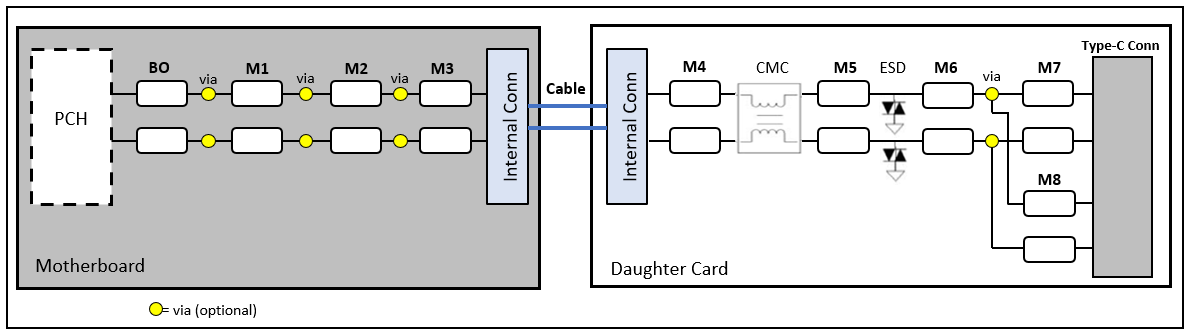 Type-C Conn
BO
via
M1
via
M2
via
M3
M4
CMC
M5
ESD
M6
via
M7
Cable
PCH
Internal Conn
Internal Conn
M8
Motherboard
Daughter Card
= via (optional)